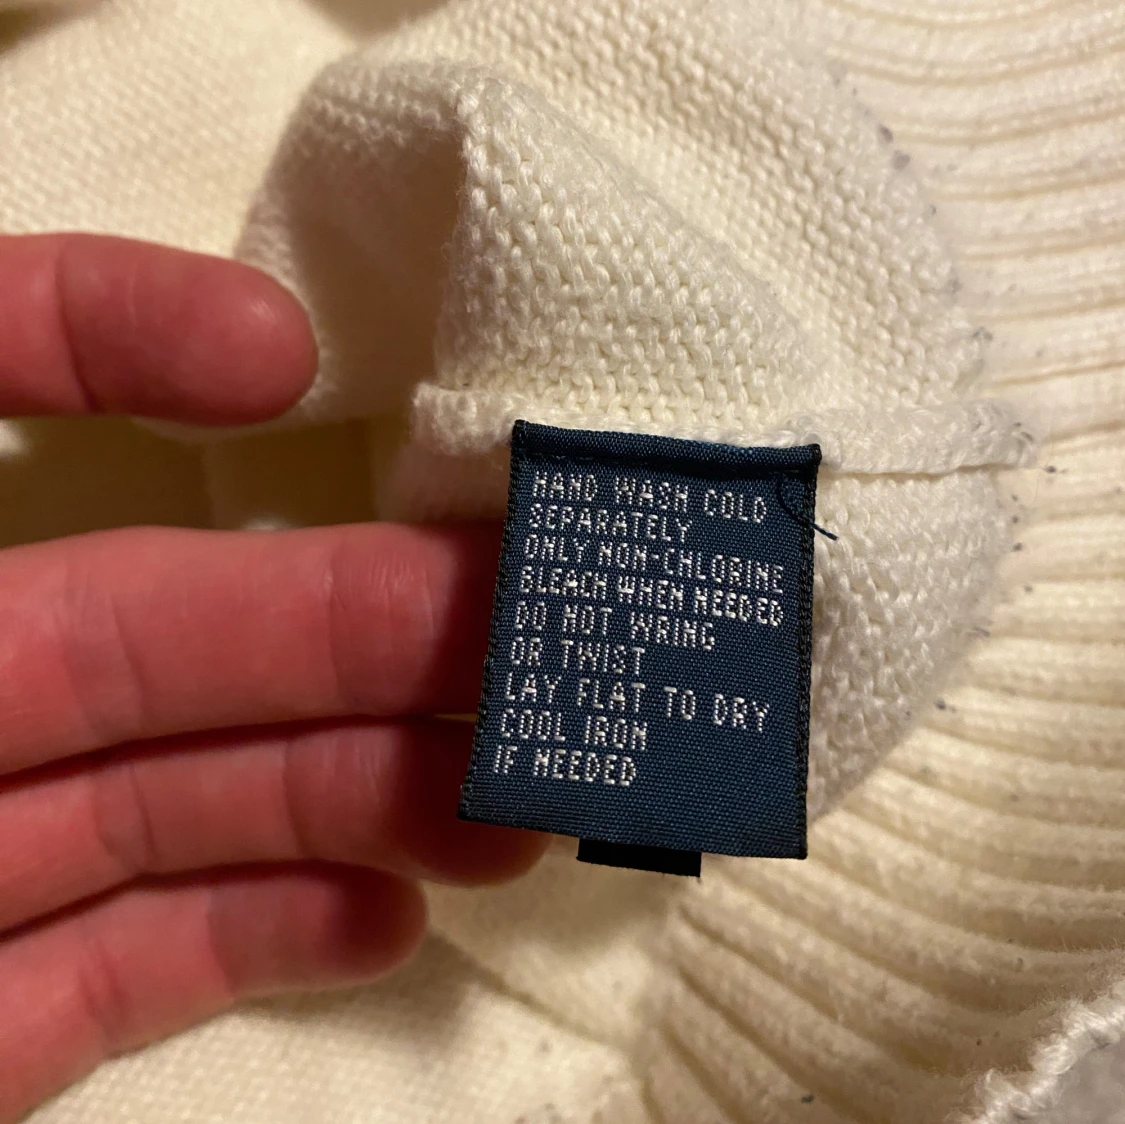 HAND WASH COLD
SEPARATELY
ONLY NON-CHLORINE
BLEACH WHEN NEEDED
DO NOT WRING
OR TWIST
LAY FLAT TO DRY
COOL IRON
IF NEEDED